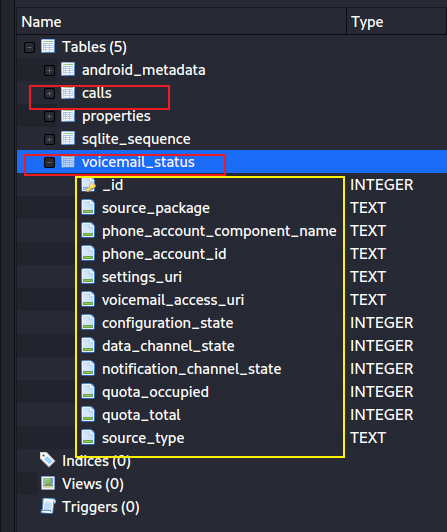 Name Type
Tables (5)
android_metadata
calls
properties
sqlite_sequence
voicemail_status
_id INTEGER
source_package TEXT
phone_account_component_name TEXT
phone_account_id TEXT
settings_uri TEXT
voicemail_access_uri TEXT
configuration_state INTEGER
data_channel_state INTEGER
notification_channel_state INTEGER
quota_occupied INTEGER
quota_total INTEGER
source_type TEXT
Indices (0)
Views (0)
Triggers (0)